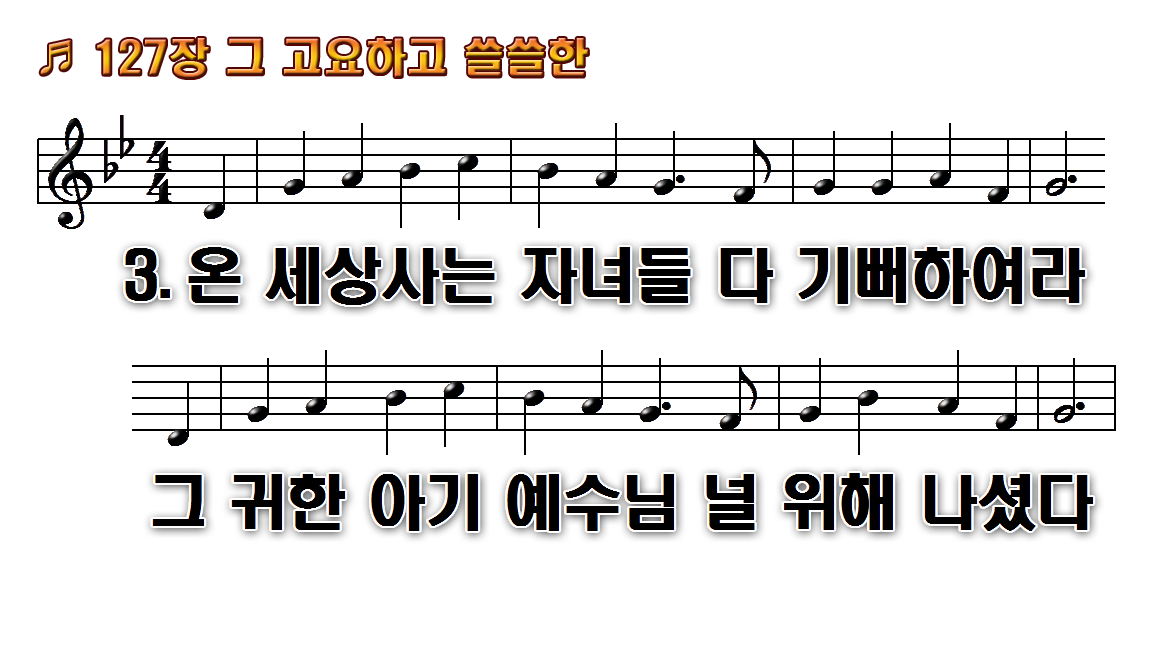 127장 그 고요하고 쓸쓸한
3. 온 세상사는 자녀들 다 기뻐하여라
그 귀한 아기 예수님 널 위해 나셨다